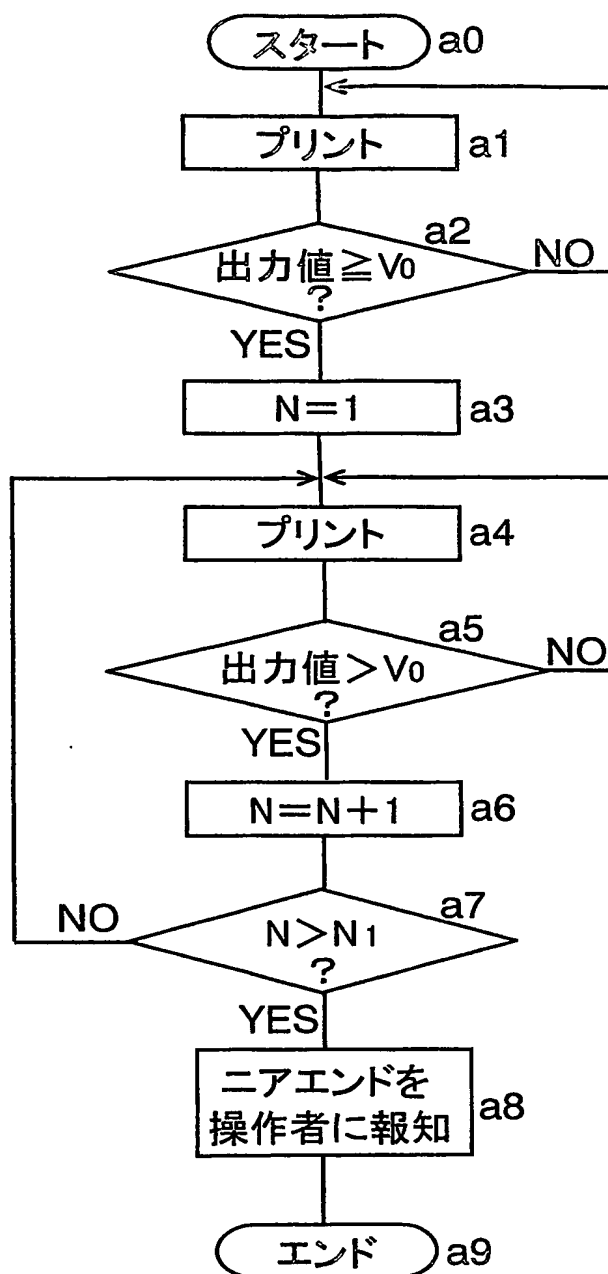 スタート a0
プリント a1
a2
出力値≧V0 NO
?
YES
N=1 a3
プリント a4
a5
出力値>V0 NO
?
YES
N=N+1 a6
a7
NO N>N1
?
YES
ニアエンドを
操作者に報知 a8
エンド a9